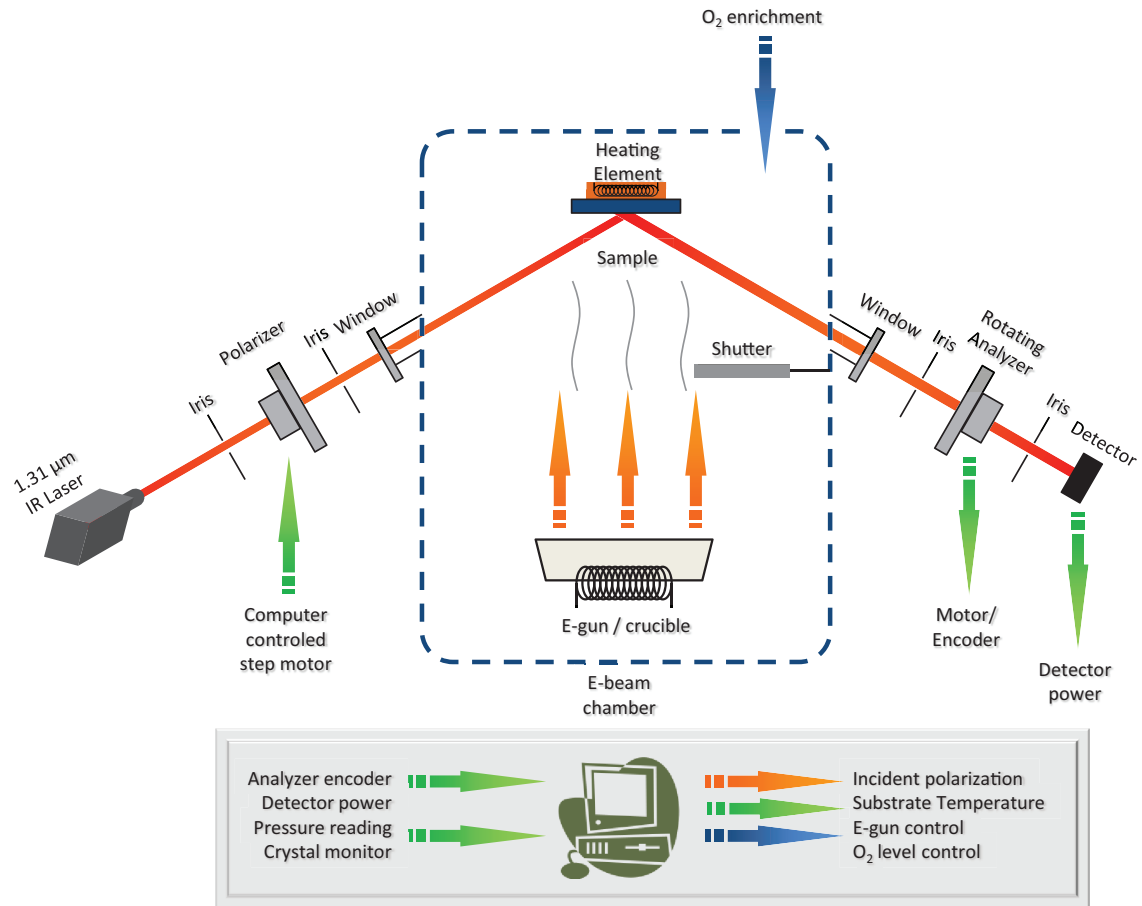 O2 enrichment
Heating
Element
Sample
Polarizer
Iris
Window
Iris
1.31 µm
IR Laser
Shutter
Window
Iris
Rotating
Analyzer
Iris
Detector
Computer
controled
step motor
E-gun / crucible
E-beam
chamber
Motor/
Encoder
Detector
power
Analyzer encoder
Detector power
Pressure reading
Crystal monitor
Incident polarization
Substrate Temperature
E-gun control
O2 level control